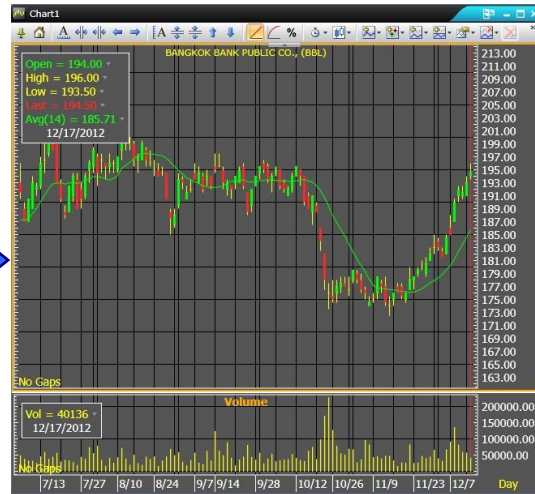 Chart1
A A %
BANGKOK BANK PUBLIC CO., (BBL)
Open = 194.00
High = 196.00
Low = 193.50
Last = 194.50
Avg(14) = 185.71
12/17/2012
213.00
211.00
209.00
207.00
205.00
203.00
201.00
199.00
197.00
195.00
193.00
191.00
189.00
187.00
185.00
183.00
181.00
179.00
177.00
175.00
173.00
171.00
169.00
167.00
165.00
163.00
No Gaps
Volume
Vol = 40136
12/17/2012
200000.00
150000.00
100000.00
50000.00
No Gaps
7/13 7/27 8/10 8/24 9/7 9/14 9/28 10/12 10/26 11/9 11/23 12/7 Day